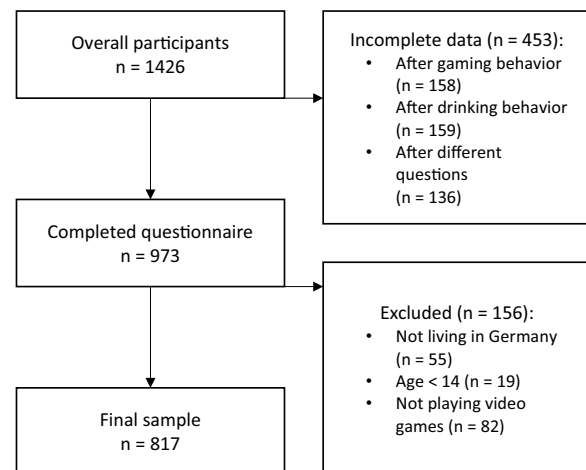 Overall participants
n = 1426
Incomplete data (n = 453):
• After gaming behavior
(n = 158)
• After drinking behavior
(n = 159)
• After different
questions
(n = 136)
Completed questionnaire
n = 973
Excluded (n = 156):
• Not living in Germany
(n = 55)
• Age < 14 (n = 19)
• Not playing video
games (n = 82)
Final sample
n = 817